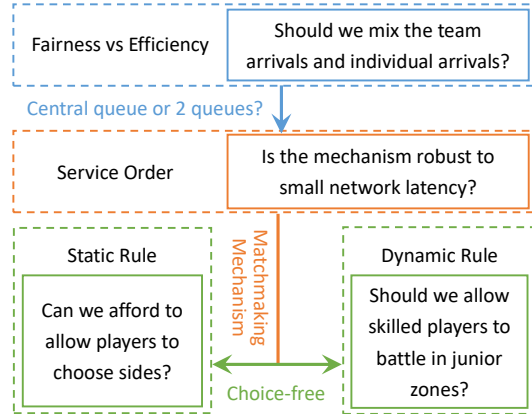 Fairness vs Efficiency
Should we mix the team
arrivals and individual arrivals?
Central queue or 2 queues?
Service Order
Is the mechanism robust to
small network latency?
Matchmaking
Mechanism
Static Rule
Can we afford to
allow players to
choose sides?
Dynamic Rule
Should we allow
skilled players to
battle in junior
zones?
Choice-free